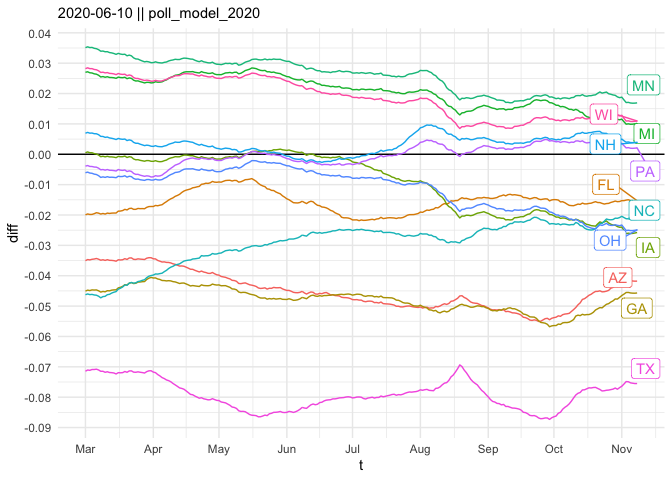 2020-06-10 || poll_model_2020
0.04
0.03
0.02
0.01
0.00
-0.01
-0.02
-0.03
-0.04
-0.05
-0.06
-0.07
-0.08
-0.09
diff
MN
WI
MI
NH
PA
FL
NC
OH
IA
AZ
GA
TX
Mar Apr May Jun Jul Aug Sep Oct Nov
t